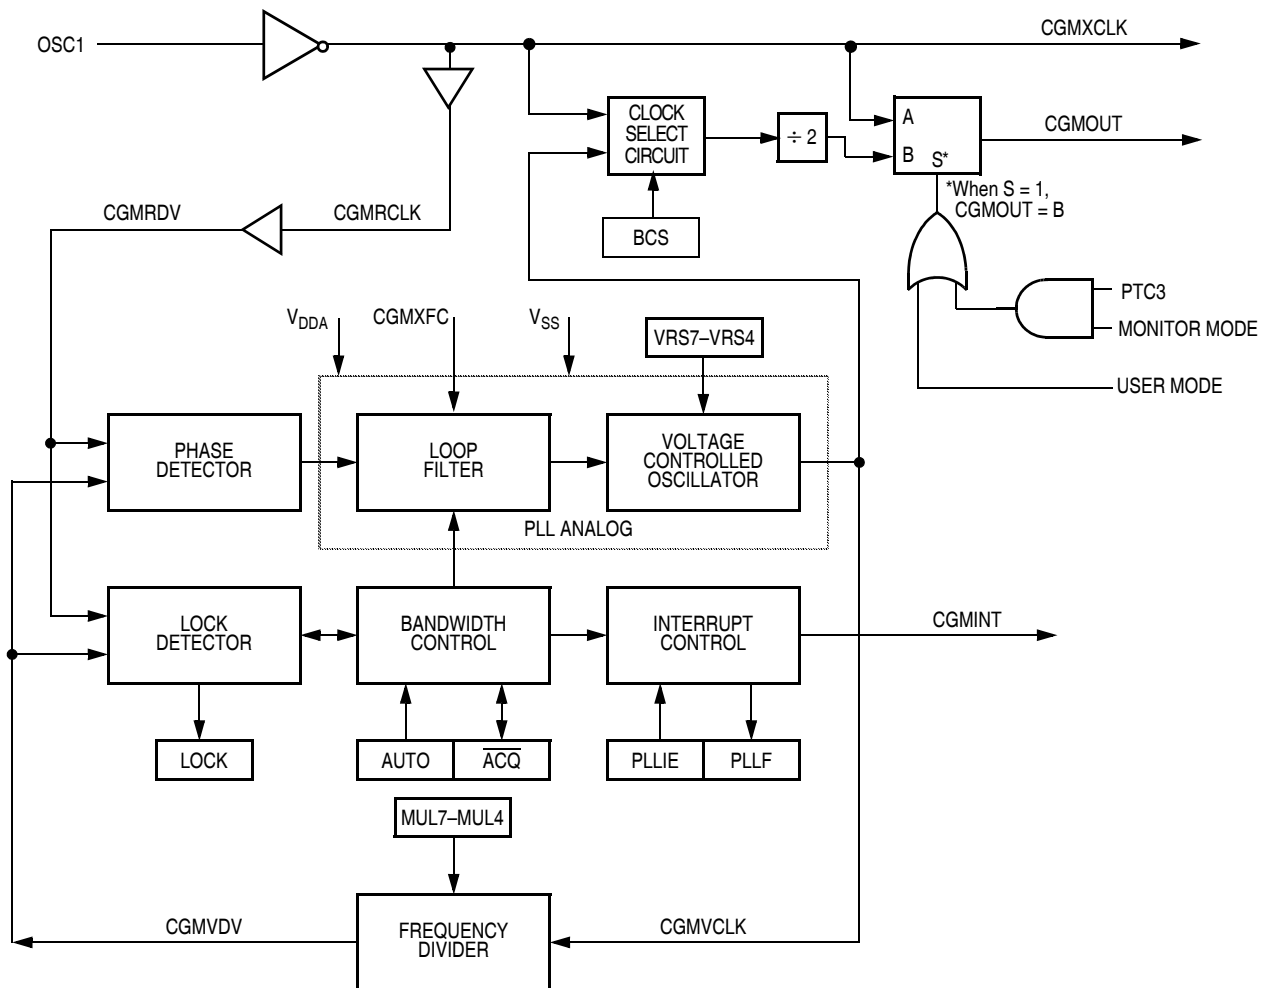 CGMXCLK
OSC1
CLOCK
SELECT
CIRCUIT
÷ 2
A
B
S*
CGMOUT
*When S = 1,
CGMOUT = B
CGMRDV
CGMRCLK
BCS
PTC3
MONITOR MODE
USER MODE
VDDA
CGMXFC
VSS
VRS7–VRS4
PHASE
DETECTOR
LOOP
FILTER
VOLTAGE
CONTROLLED
OSCILLATOR
PLL ANALOG
LOCK
DETECTOR
BANDWIDTH
CONTROL
INTERRUPT
CONTROL
CGMINT
LOCK
AUTO
ACQ
PLLIE
PLLF
MUL7–MUL4
CGMVDV
FREQUENCY
DIVIDER
CGMVCLK